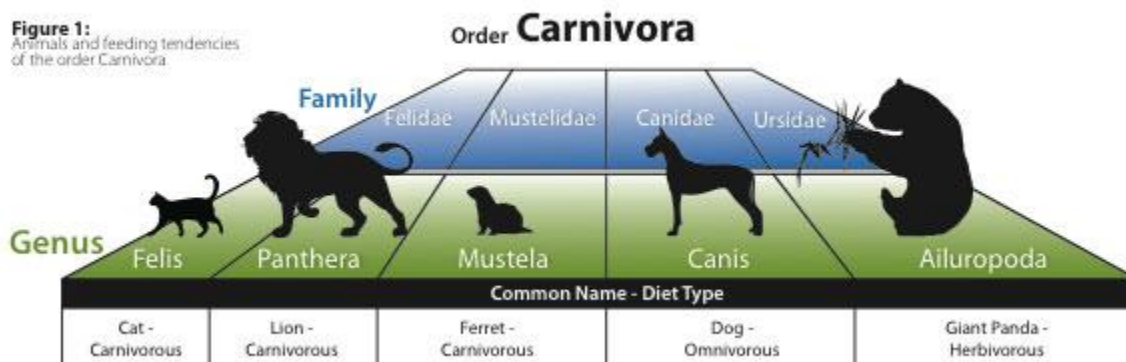 Figure 1:
Animals and feeding tendencies
of the order Carnivora
Order Carnivora
Family
Felidae
Mustelidae
Canidae
Ursidae
Genus
Felis
Panthera
Mustela
Canis
Ailuropoda
Common Name - Diet Type
Cat -
Carnivorous
Lion -
Carnivorous
Ferret -
Carnivorous
Dog -
Omnivorous
Giant Panda -
Herbivorous